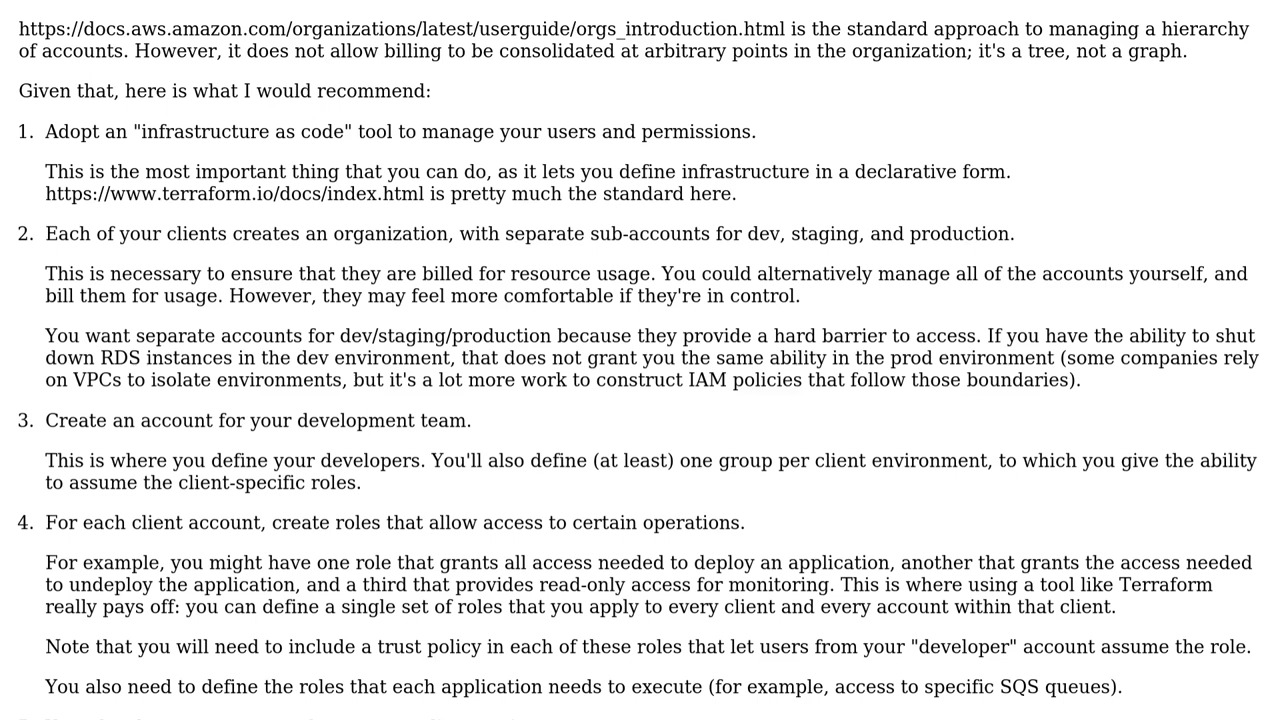 https://docs.aws.amazon.com/organizations/latest/userguide/orgs_introduction.html is the standard approach to managing a hierarchy
of accounts. However, it does not allow billing to be consolidated at arbitrary points in the organization; it's a tree, not a graph.
Given that, here is what I would recommend:
1. Adopt an "infrastructure as code" tool to manage your users and permissions.
This is the most important thing that you can do, as it lets you define infrastructure in a declarative form.
https://www.terraform.io/docs/index.html is pretty much the standard here.
2. Each of your clients creates an organization, with separate sub-accounts for dev, staging, and production.
This is necessary to ensure that they are billed for resource usage. You could alternatively manage all of the accounts yourself, and
bill them for usage. However, they may feel more comfortable if they're in control.
You want separate accounts for dev/staging/production because they provide a hard barrier to access. If you have the ability to shut
down RDS instances in the dev environment, that does not grant you the same ability in the prod environment (some companies rely
on VPCs to isolate environments, but it's a lot more work to construct IAM policies that follow those boundaries).
3. Create an account for your development team.
This is where you define your developers. You'll also define (at least) one group per client environment, to which you give the ability
to assume the client-specific roles.
4. For each client account, create roles that allow access to certain operations.
For example, you might have one role that grants all access needed to deploy an application, another that grants the access needed
to undeploy the application, and a third that provides read-only access for monitoring. This is where using a tool like Terraform
really pays off: you can define a single set of roles that you apply to every client and every account within that client.
Note that you will need to include a trust policy in each of these roles that let users from your "developer" account assume the role.
You also need to define the roles that each application needs to execute (for example, access to specific SQS queues).